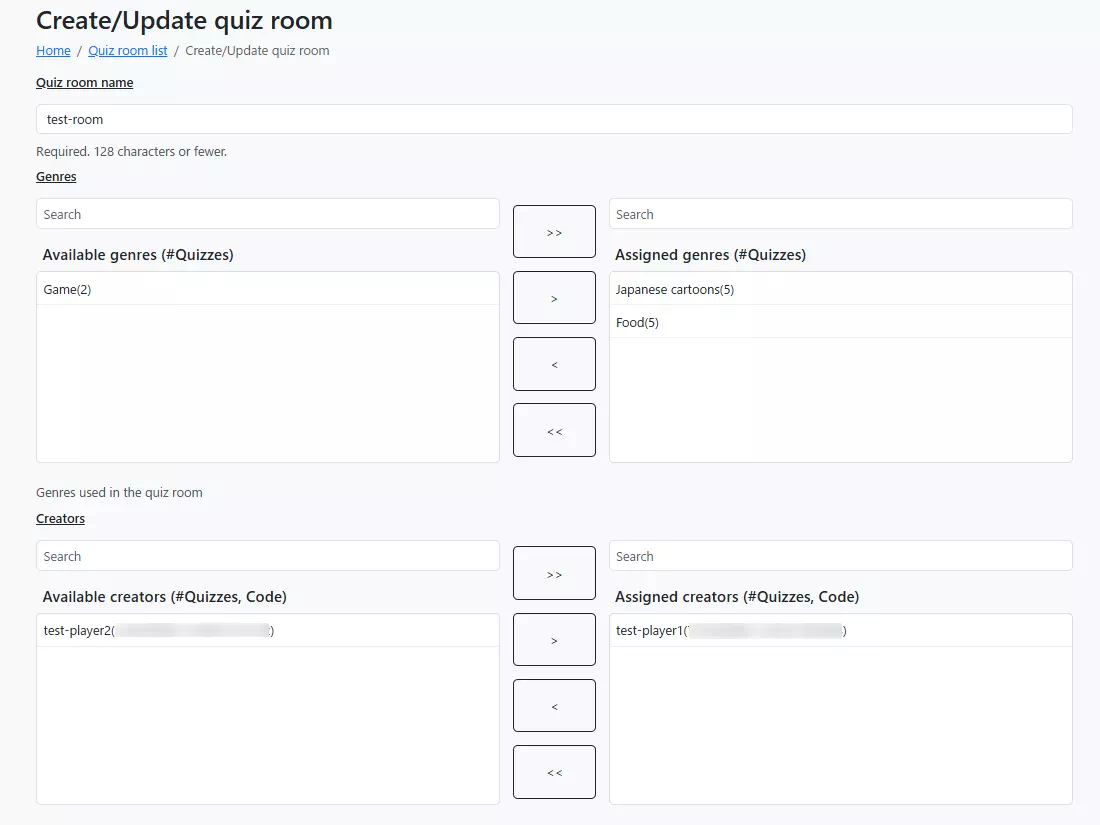 Create/Update quiz room
Home / Quiz room list / Create/Update quiz room
Quiz room name
test-room
Required. 128 characters or fewer.
Genres
Search
Available genres (#Quizzes)
Game(2)
>>
>
<
<<
Search
Assigned genres (#Quizzes)
Japanese cartoons(5)
Food(5)
Genres used in the quiz room
Creators
Search
Available creators (#Quizzes, Code)
test-player2( )
>>
>
<
<<
Search
Assigned creators (#Quizzes, Code)
test-player1( )